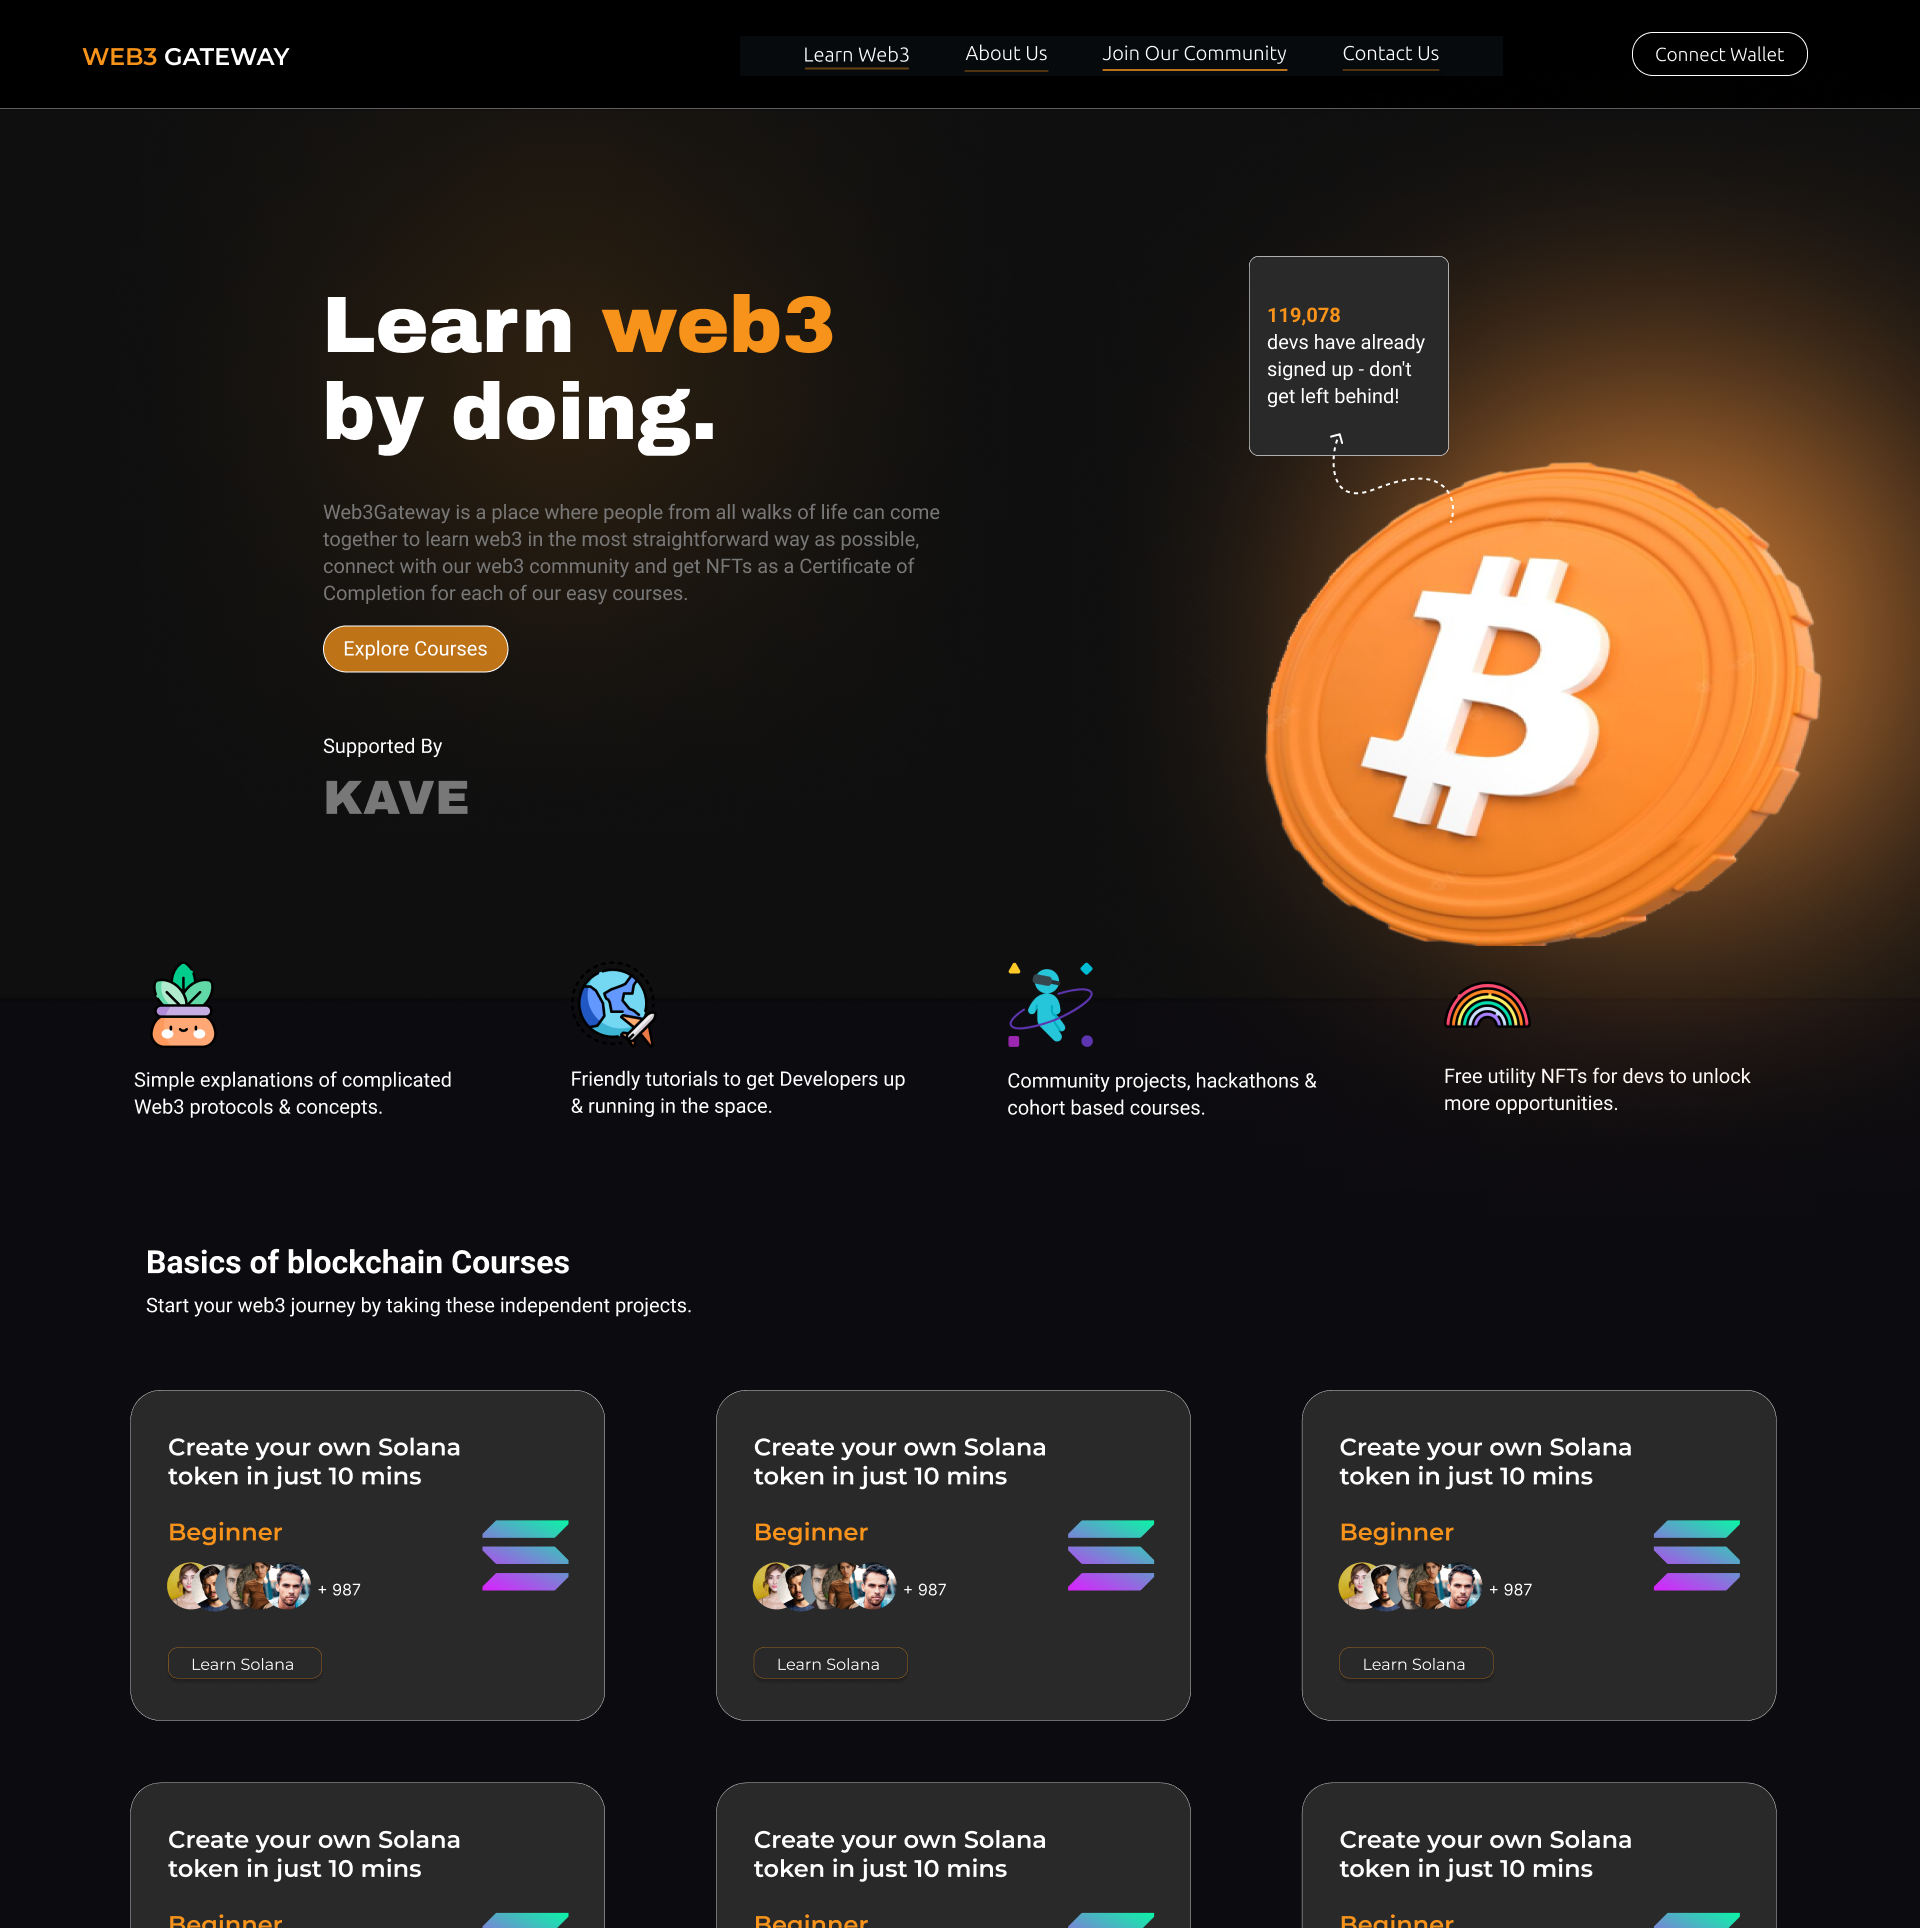 WEB3 GATEWAY
Learn Web3
About Us
Join Our Community
Contact Us
Connect Wallet
Learn web3
by doing.
Web3Gateway is a place where people from all walks of life can come
together to learn web3 in the most straightforward way as possible,
connect with our web3 community and get NFTs as a Certificate of
Completion for each of our easy courses.
Explore Courses
Supported By
KAVE
119,078
devs have already
signed up - don't
get left behind!
Simple explanations of complicated
Web3 protocols & concepts.
Friendly tutorials to get Developers up
& running in the space.
Community projects, hackathons &
cohort based courses.
Free utility NFTs for devs to unlock
more opportunities.
Basics of blockchain Courses
Start your web3 journey by taking these independent projects.
Create your own Solana
token in just 10 mins
Beginner
+ 987
Learn Solana
Create your own Solana
token in just 10 mins
Beginner
+ 987
Learn Solana
Create your own Solana
token in just 10 mins
Beginner
+ 987
Learn Solana
Create your own Solana
token in just 10 mins
Beginner
Create your own Solana
token in just 10 mins
Beginner
Create your own Solana
token in just 10 mins
Beginner